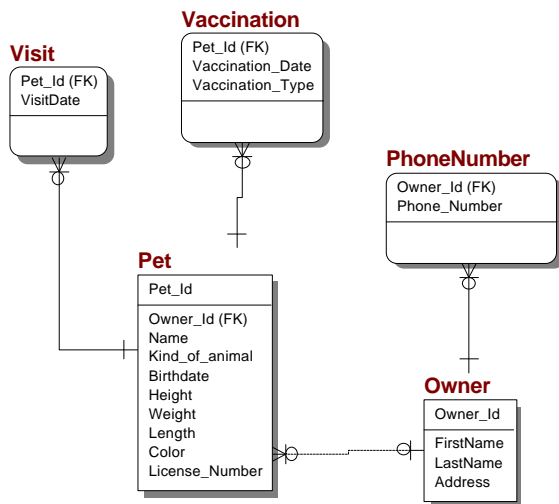 Visit
Pet_Id (FK)
VisitDate
Vaccination
Pet_Id (FK)
Vaccination_Date
Vaccination_Type
PhoneNumber
Owner_Id (FK)
Phone_Number
Pet
Pet_Id
Owner_Id (FK)
Name
Kind_of_animal
Birthdate
Height
Weight
Length
Color
License_Number
Owner
Owner_Id
FirstName
LastName
Address